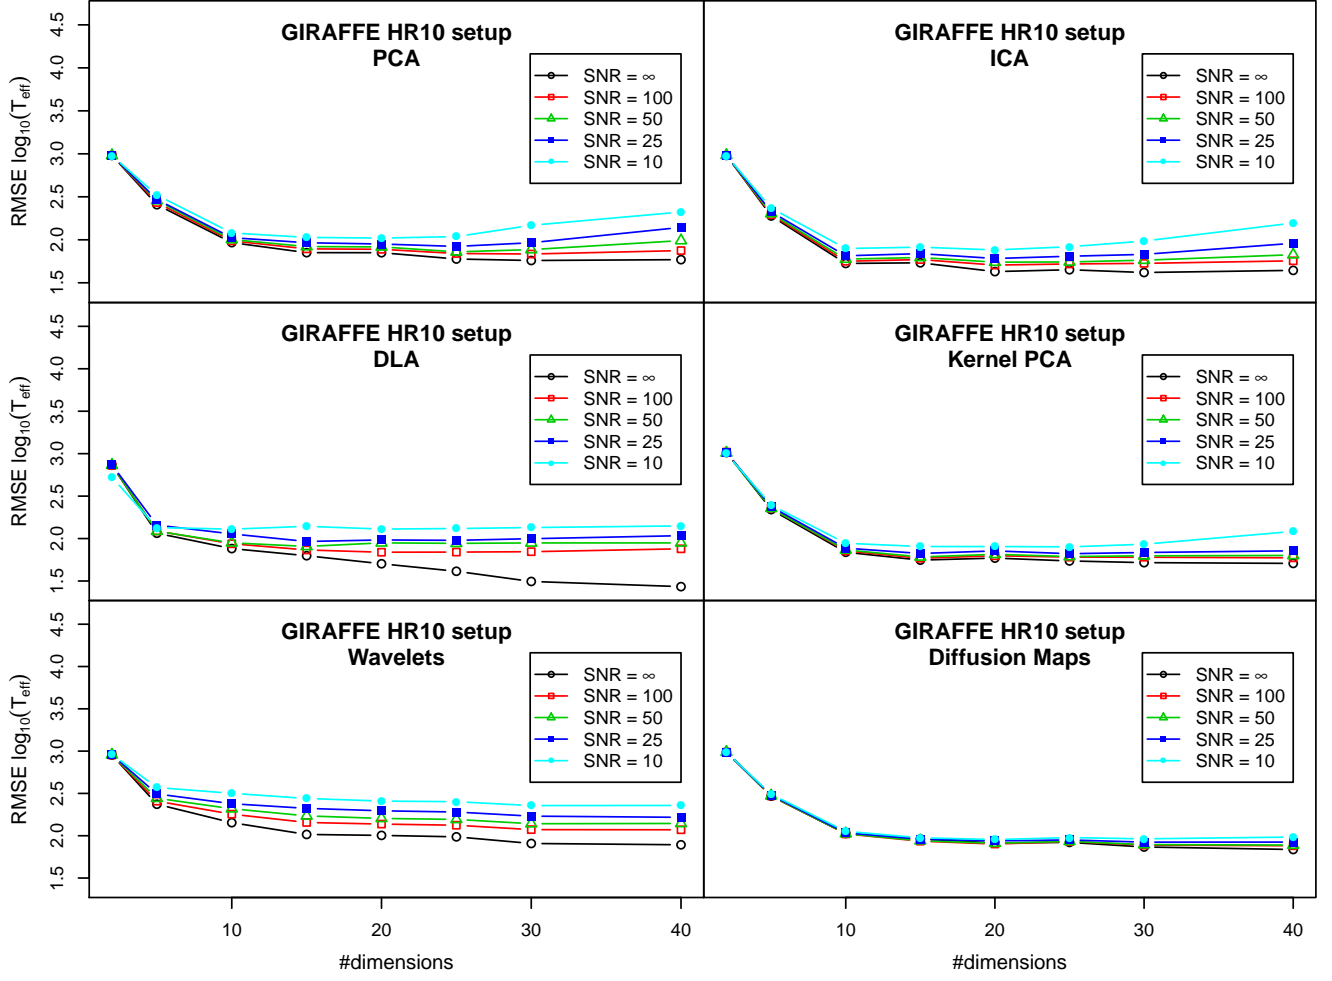 GIRAFFE HR10 setup
PCA
SNR = ∞
SNR = 100
SNR = 50
SNR = 25
SNR = 10
RMSE log₁₀(Teff)
4.5
4.0
3.5
3.0
2.5
2.0
1.5
GIRAFFE HR10 setup
ICA
SNR = ∞
SNR = 100
SNR = 50
SNR = 25
SNR = 10
GIRAFFE HR10 setup
DLA
SNR = ∞
SNR = 100
SNR = 50
SNR = 25
SNR = 10
RMSE log₁₀(Teff)
4.5
4.0
3.5
3.0
2.5
2.0
1.5
GIRAFFE HR10 setup
Kernel PCA
SNR = ∞
SNR = 100
SNR = 50
SNR = 25
SNR = 10
GIRAFFE HR10 setup
Wavelets
SNR = ∞
SNR = 100
SNR = 50
SNR = 25
SNR = 10
RMSE log₁₀(Teff)
4.5
4.0
3.5
3.0
2.5
2.0
1.5
10 20 30 40
#dimensions
GIRAFFE HR10 setup
Diffusion Maps
SNR = ∞
SNR = 100
SNR = 50
SNR = 25
SNR = 10
10 20 30 40
#dimensions